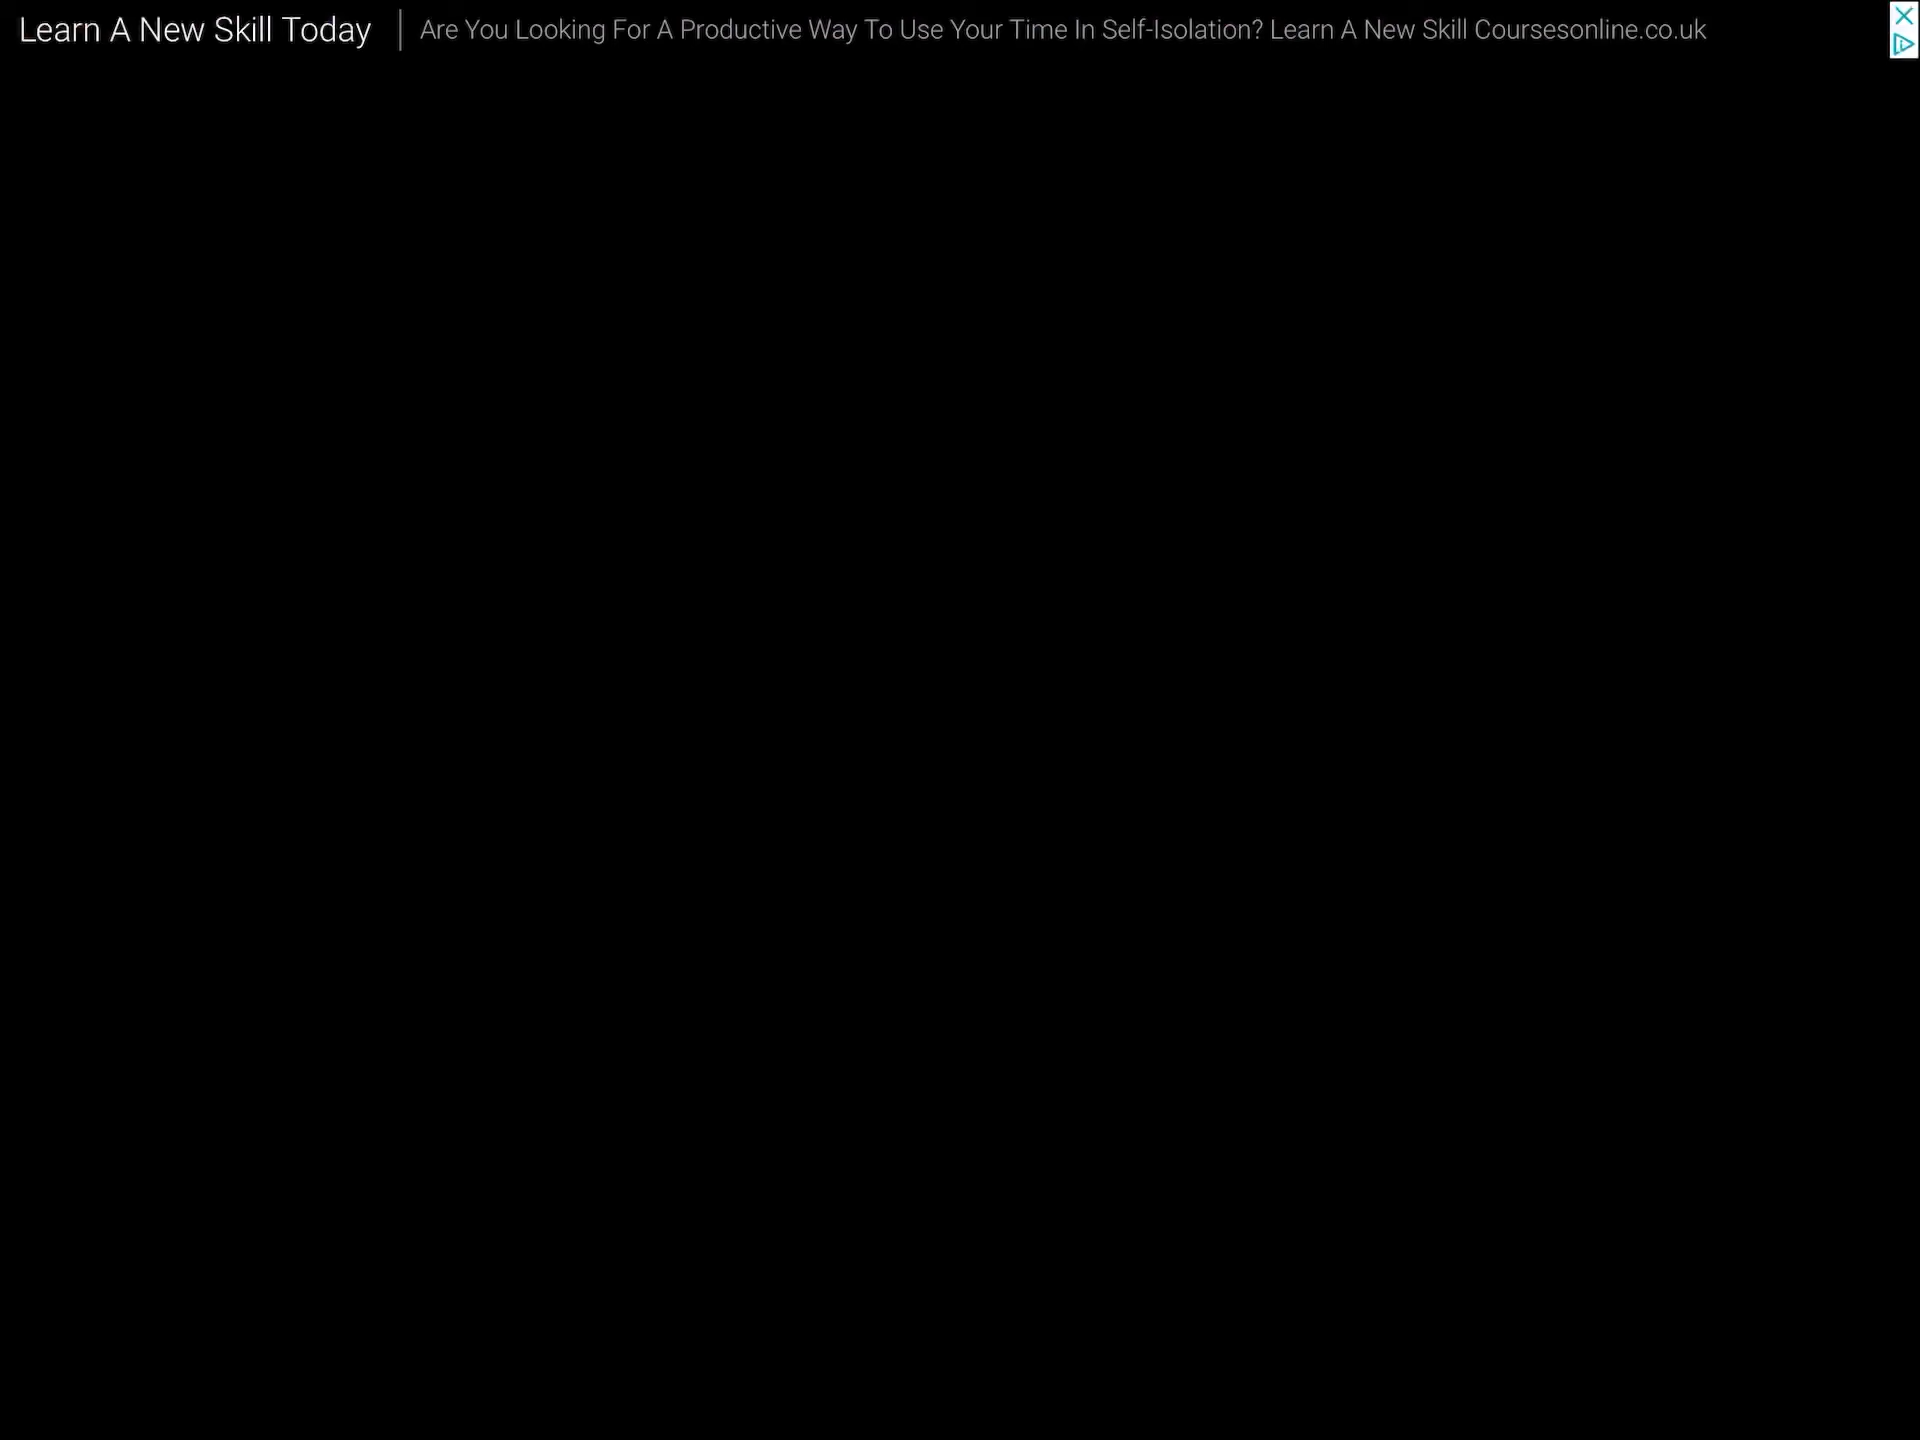 Learn A New Skill Today
Are You Looking For A Productive Way To Use Your Time In Self-Isolation? Learn A New Skill Coursesonline.co.uk